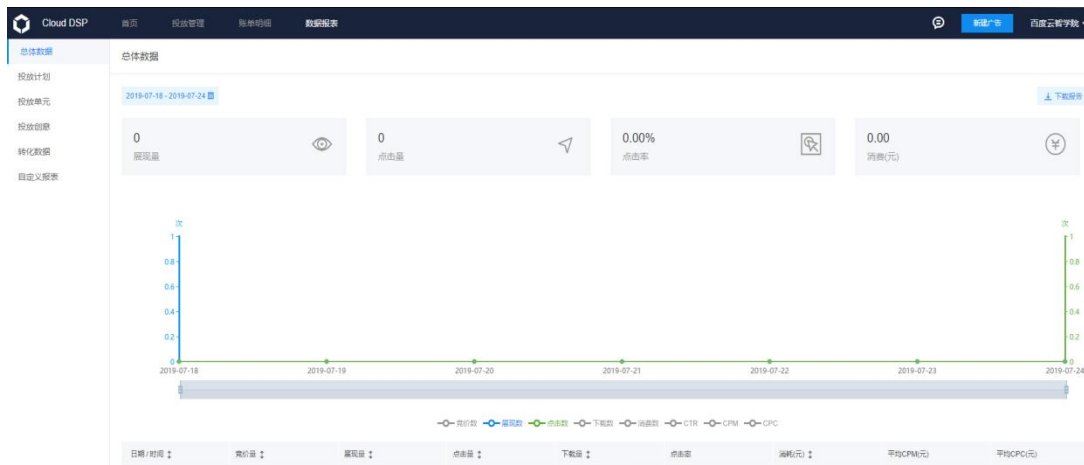 Cloud DSP 首页 投放管理 账单明细 数据报表 新建广告 百度云智学院
总体数据
投放计划
投放单元
投放创意
转化数据
自定义报表
总体数据
2019-07-18 - 2019-07-24 下载报表
0
展现量
0
点击量
0.00%
点击率
0.00
消费(元)
次 次
1 1
0.8 0.8
0.6 0.6
0.4 0.4
0.2 0.2
0 0
2019-07-18 2019-07-19 2019-07-20 2019-07-21 2019-07-22 2019-07-23 2019-07-24
竞价数 展现数 点击数 下载数 消费数 CTR CPM CPC
日期/时间 竞价量 展现量 点击量 下载量 点击率 消耗(元) 平均CPM(元) 平均CPC(元)